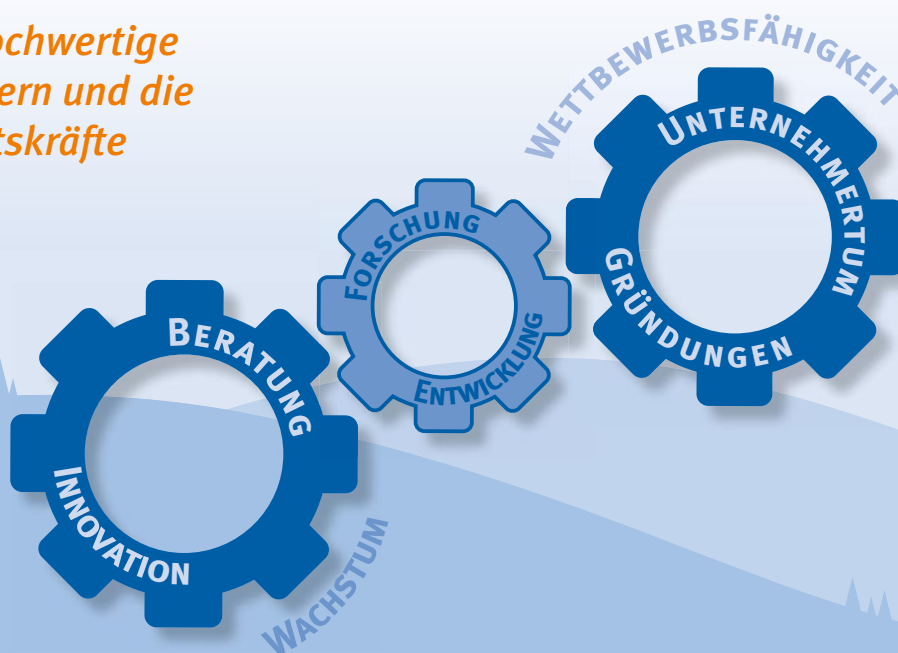 ochwertige
ern und die
tskräfte
WETTBEWERBSFÄHIGKEIT
UNTERNEHMERTUM
GRÜNDUNGEN
FORSCHUNG
ENTWICKLUNG
BERATUNG
INNOVATION
WACHSTUM